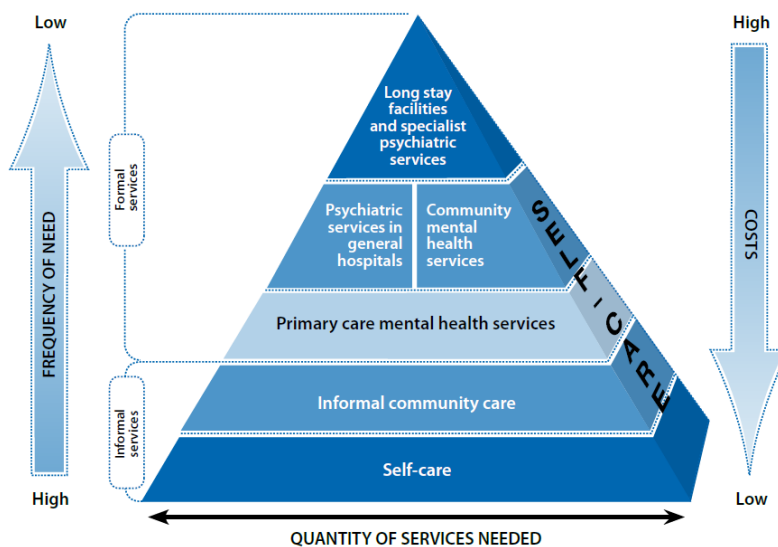 Low
High
Long stay
facilities
and specialist
psychiatric
services
Formal
services
Psychiatric
services in
general
hospitals
Community
mental
health
services
SELF-CARE
FREQUENCY OF NEED
COSTS
Primary care mental health services
Informal
services
Informal community care
Self-care
High
Low
QUANTITY OF SERVICES NEEDED